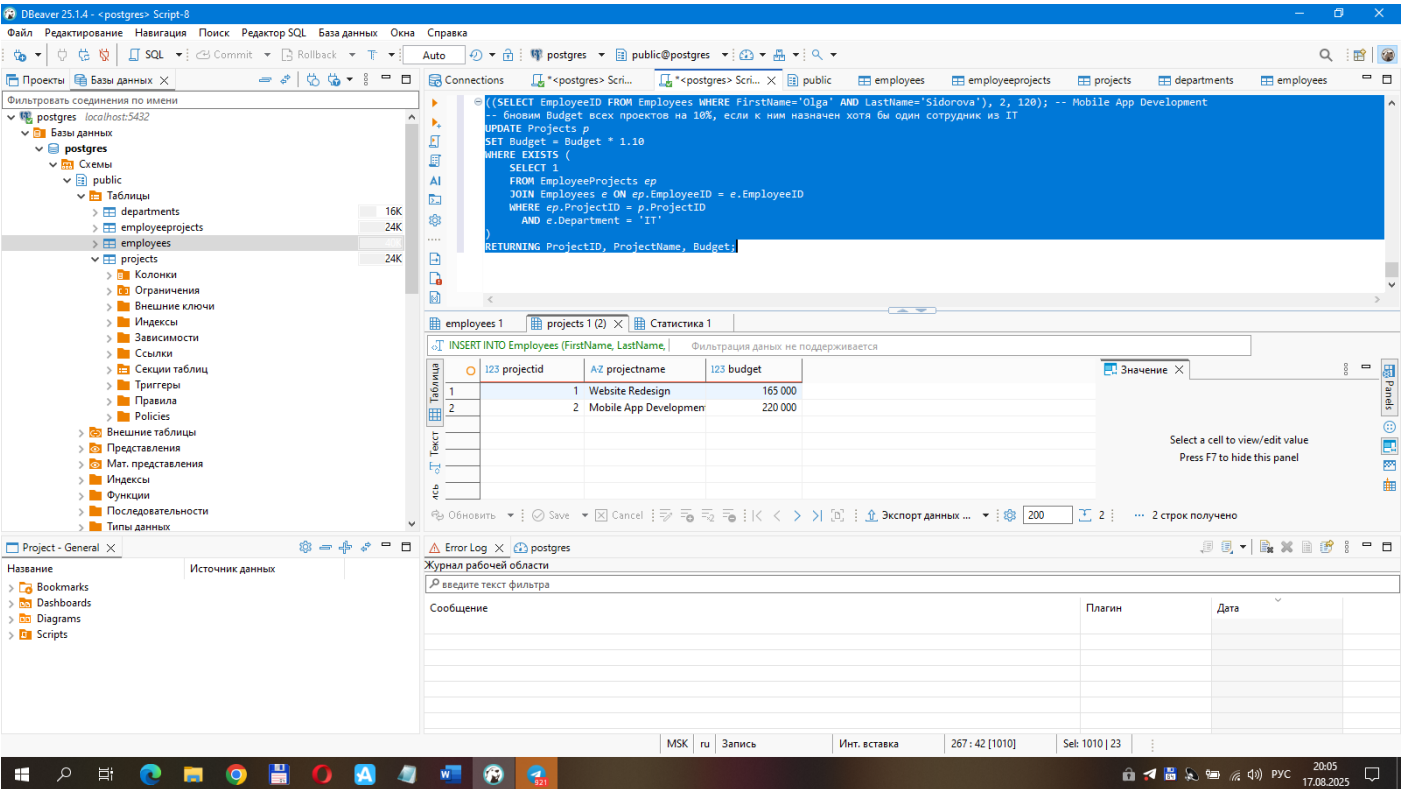 DBeaver 25.1.4 - <postgres> Script-8
Файл Редактирование Навигация Поиск Редактор SQL База данных Окна Справка
SQL Commit Rollback Auto postgres public@postgres
Проекты Базы данных
Connections *<postgres> Scri... *<postgres> Scri... public employees employeeprojects projects departments employees
Фильтровать соединения по имени
postgres localhost:5432
Базы данных
postgres
Схемы
public
Таблицы
departments 16K
employeeprojects 24K
employees
projects 24K
Колонки
Ограничения
Внешние ключи
Индексы
Зависимости
Ссылки
Секции таблиц
Триггеры
Правила
Policies
Внешние таблицы
Представления
Мат. представления
Индексы
Функции
Последовательности
Типы данных
((SELECT EmployeeID FROM Employees WHERE FirstName='Olga' AND LastName='Sidorova'), 2, 120); -- Mobile App Development
-- бновим Budget всех проектов на 10%, если к ним назначен хотя бы один сотрудник из IT
UPDATE Projects p
SET Budget = Budget * 1.10
WHERE EXISTS (
SELECT 1
FROM EmployeeProjects ep
JOIN Employees e ON ep.EmployeeID = e.EmployeeID
WHERE ep.ProjectID = p.ProjectID
AND e.Department = 'IT'
)
RETURNING ProjectID, ProjectName, Budget;
AI
employees 1 projects 1 (2) Статистика 1
INSERT INTO Employees (FirstName, LastName, Фильтрация даных не поддерживается
Таблица
Текст
123 projectid A-Z projectname 123 budget
1 1 Website Redesign 165 000
2 2 Mobile App Developmen 220 000
Значение
Panels
Select a cell to view/edit value
Press F7 to hide this panel
Обновить Save Cancel Экспорт данных ... 200 2 ... 2 строк получено
Project - General
Название Источник данных
Bookmarks
Dashboards
Diagrams
Scripts
Error Log postgres
Журнал рабочей области
введите текст фильтра
Сообщение Плагин Дата
MSK ru Запись Инт. вставка 267 : 42 [1010] Sel: 1010 | 23
921
РУС
20:05
17.08.2025